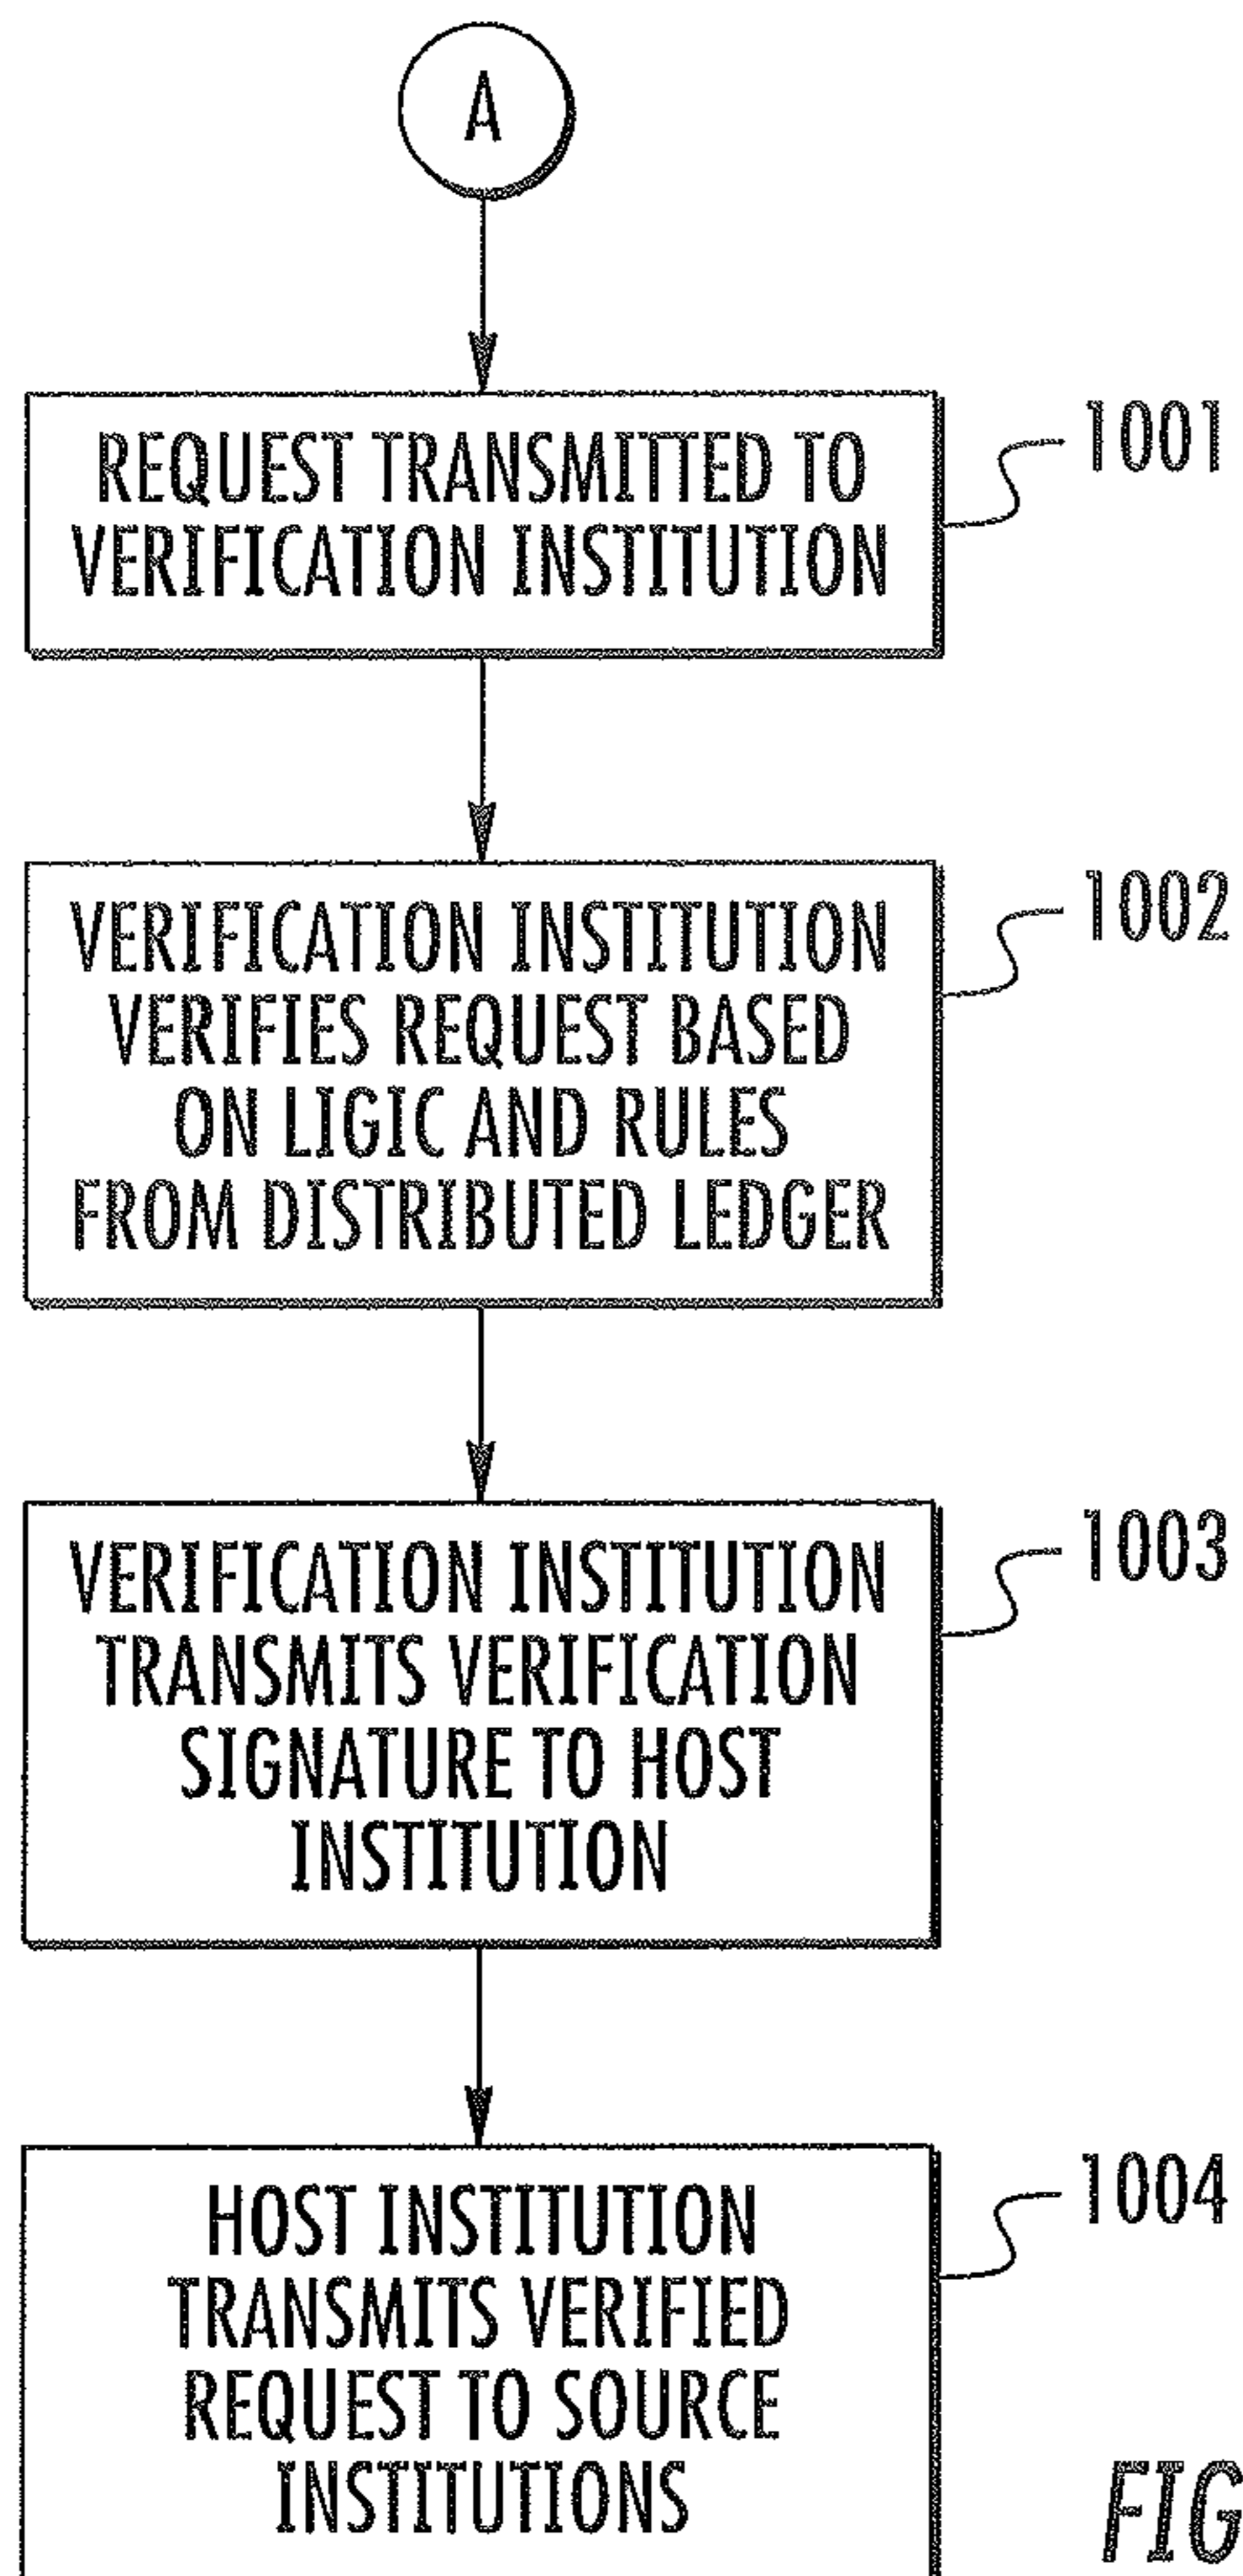 A
REQUEST TRANSMITTED TO
VERIFICATION INSTITUTION
1001
VERIFICATION INSTITUTION
VERIFIES REQUEST BASED
ON LIGIC AND RULES
FROM DISTRIBUTED LEDGER
1002
VERIFICATION INSTITUTION
TRANSMITS VERIFICATION
SIGNATURE TO HOST
INSTITUTION
1003
HOST INSTITUTION
TRANSMITS VERIFIED
REQUEST TO SOURCE
INSTITUTIONS
1004
FIG